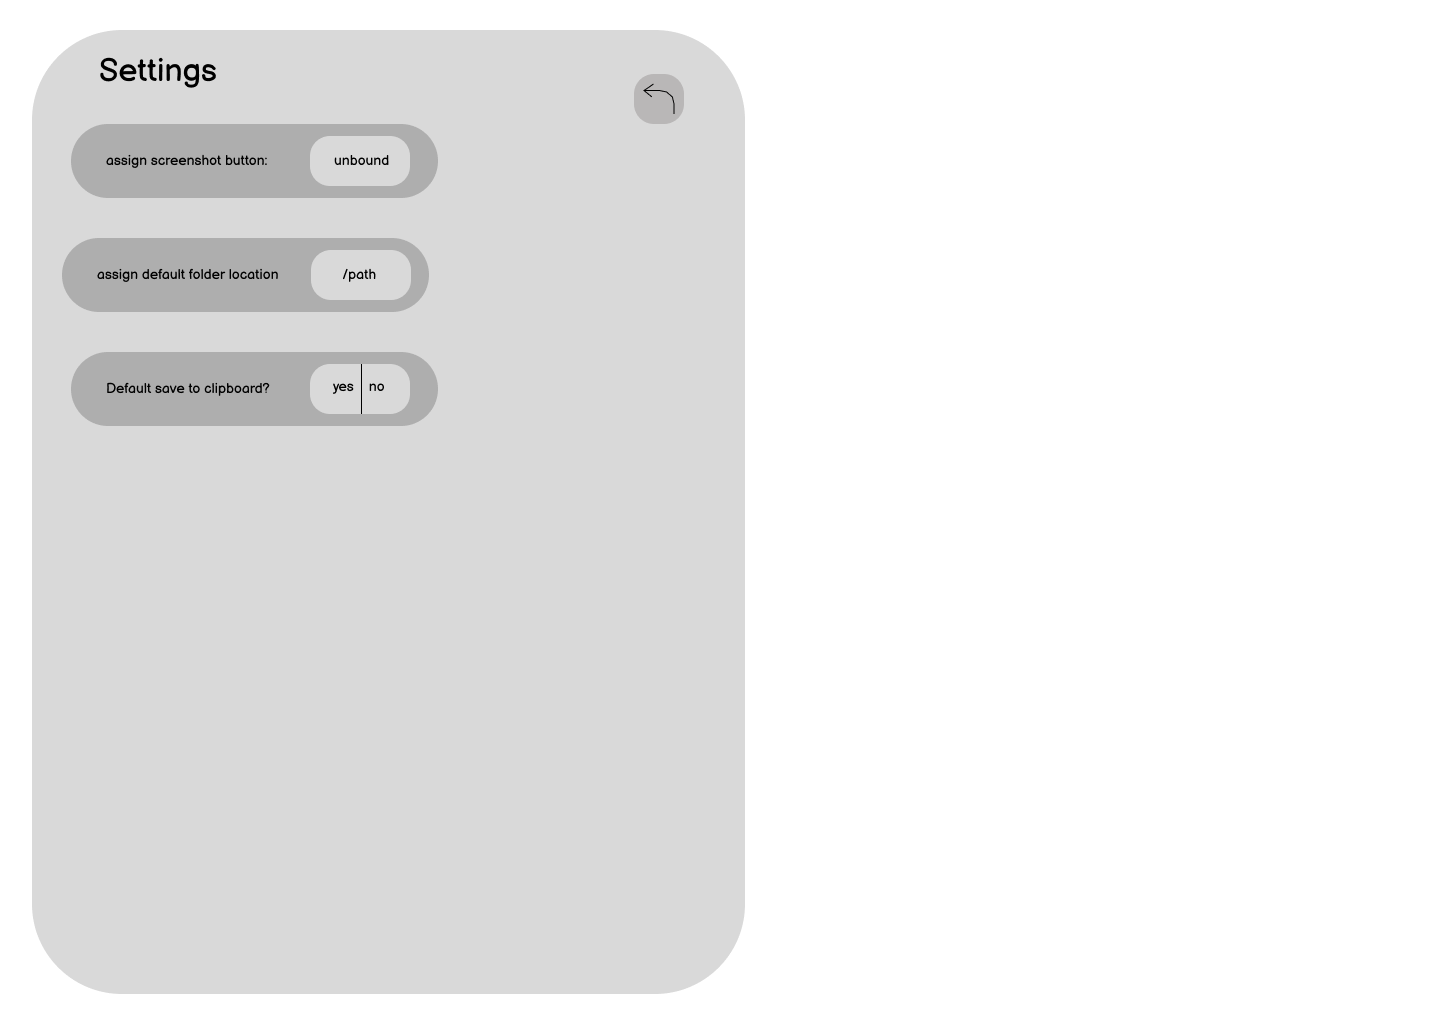 Settings
assign screenshot button:
unbound
assign default folder location
/path
Default save to clipboard?
yes
no